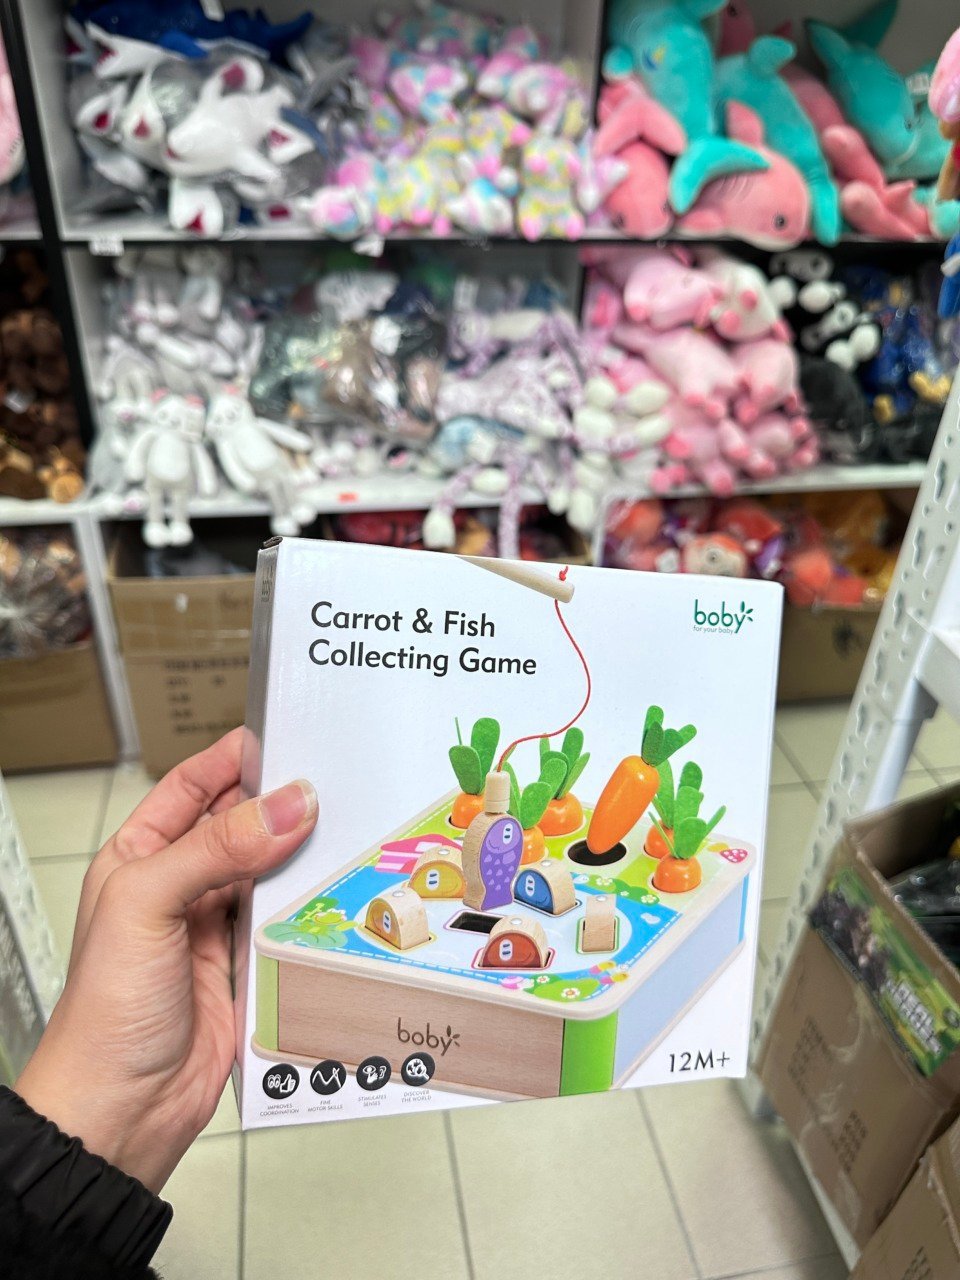 Carrot & Fish
Collecting Game
boby
for your baby
boby
12M+
IMPROVES
COORDINATION
FINE
MOTOR SKILLS
STIMULATES
SENSES
DISCOVER
THE WORLD